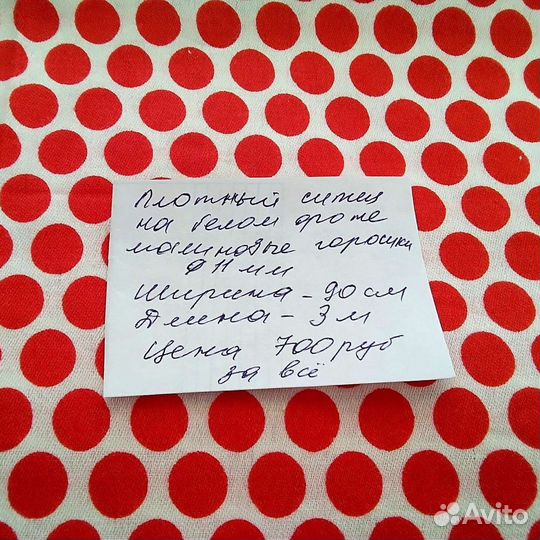 Плотный ситец
на белом фоне
малиновые горошки
ø 11 мм
Ширина - 90 см
Длина - 3 м
Цена 700 руб
за всё
Avito